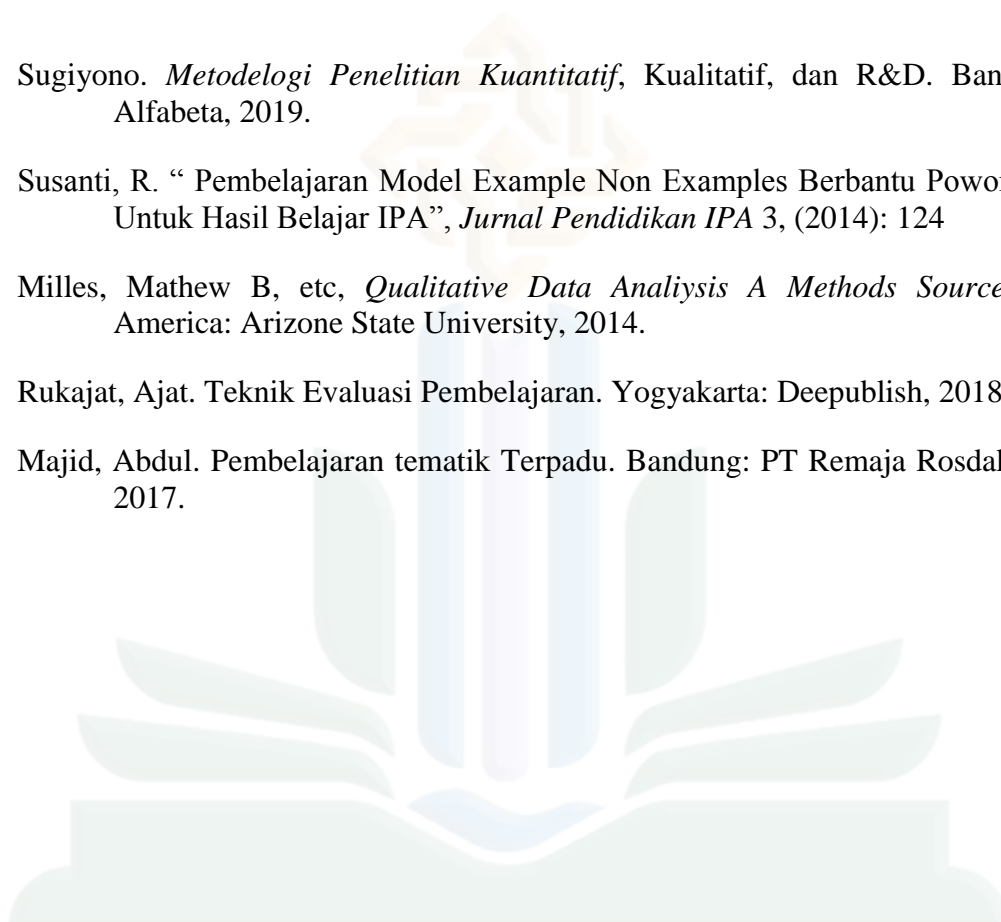 Sugiyono. Metodelogi Penelitian Kuantitatif, Kualitatif, dan R&D. Ban
Alfabeta, 2019.
Susanti, R. “ Pembelajaran Model Example Non Examples Berbantu Powo
Untuk Hasil Belajar IPA”, Jurnal Pendidikan IPA 3, (2014): 124
Milles, Mathew B, etc, Qualitative Data Analiysis A Methods Source
America: Arizone State University, 2014.
Rukajat, Ajat. Teknik Evaluasi Pembelajaran. Yogyakarta: Deepublish, 2018
Majid, Abdul. Pembelajaran tematik Terpadu. Bandung: PT Remaja Rosda
2017.